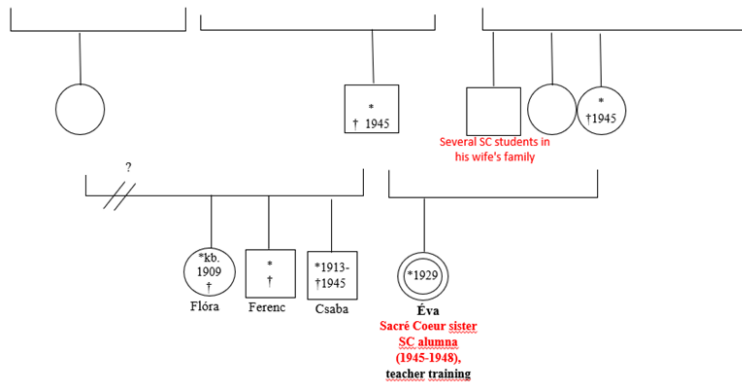 *
† 1945
*
†1945
Several SC students in
his wife's family
?
*kb.
1909
†
Flóra
*
†
Ferenc
*1913-
†1945
Csaba
*1929
Éva
Sacré Coeur sister
SC alumna
(1945-1948),
teacher training